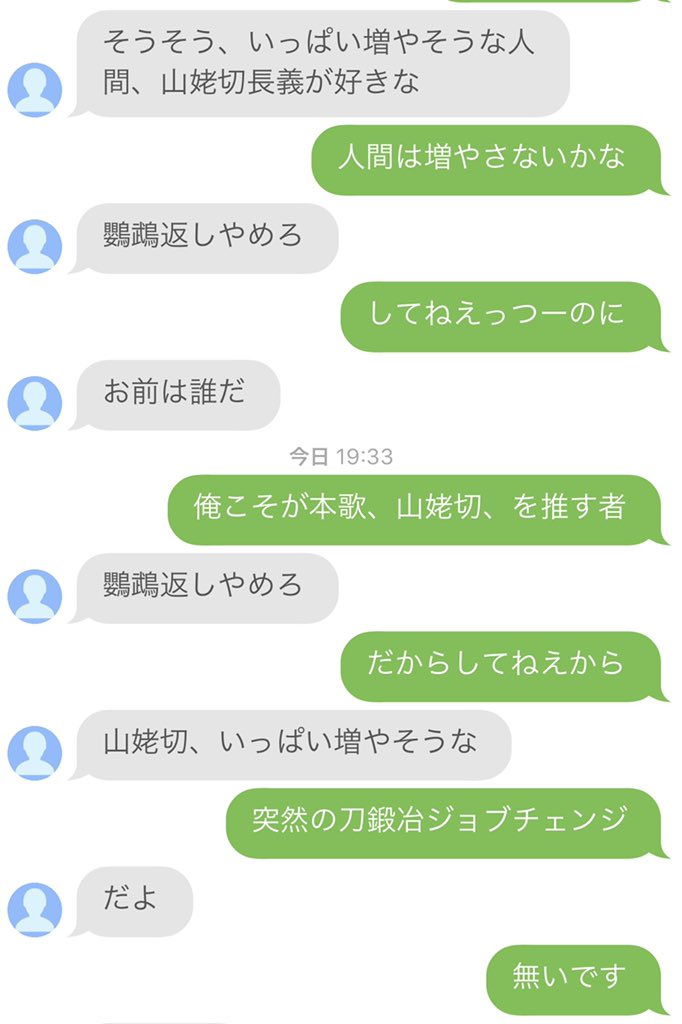 そうそう、いっぱい増やそうな人
間、山姥切長義が好きな
人間は増やさないかな
鸚鵡返しやめろ
してねえっつーのに
お前は誰だ
今日 19:33
俺こそが本歌、山姥切、を推す者
鸚鵡返しやめろ
だからしてねえから
山姥切、いっぱい増やそうな
突然の刀鍛冶ジョブチェンジ
だよ
無いです